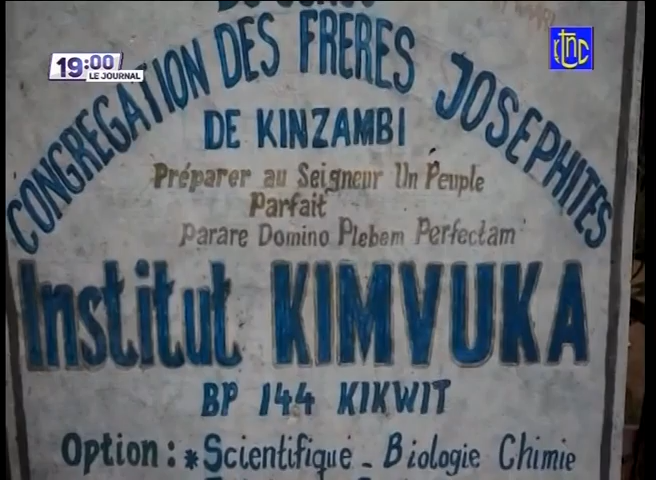 19:00
LE JOURNAL
rtnc
CONGREGATION DES FRERES JOSEPHITES
DE KINZAMBI
Préparer au Seigneur Un Peuple
Parfait
Parare Domino Plebem Perfectam
Institut KIMVUKA
BP 144 KIKWIT
Option : *Scientifique - Biologie Chimie